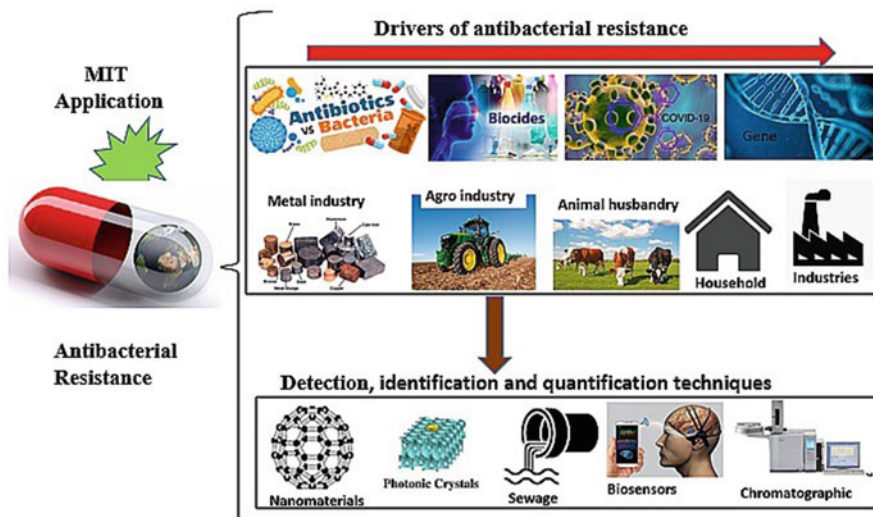 Drivers of antibacterial resistance
MIT
Application
Antibiotics
vs
Bacteria
Biocides
COVID-19
Gene
Metal industry
Agro industry
Animal husbandry
Household
Industries
Antibacterial
Resistance
Detection, identification and quantification techniques
Nanomaterials
Photonic Crystals
Sewage
Biosensors
Chromatographic